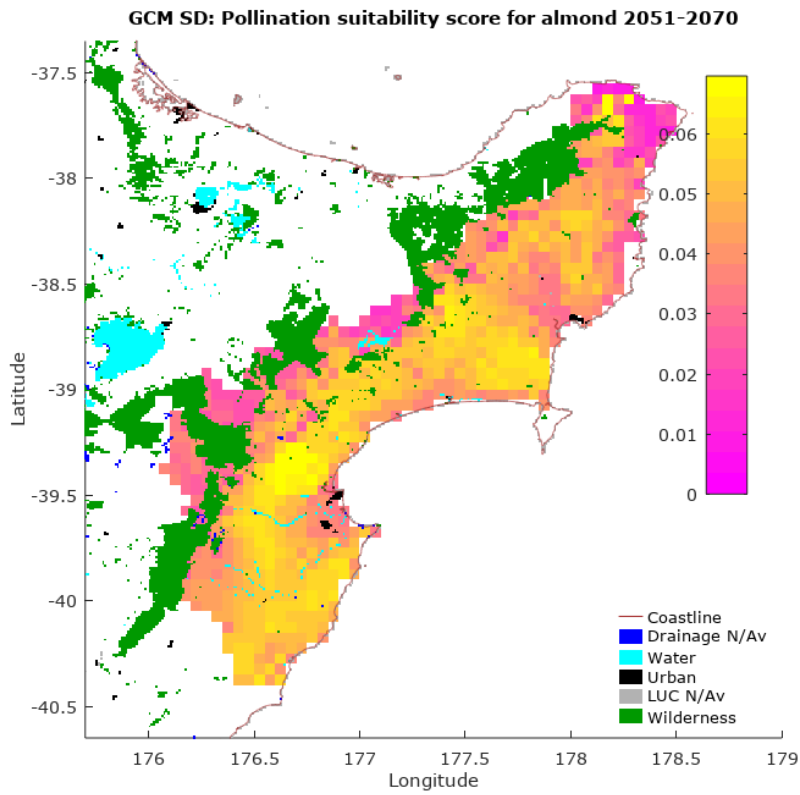 GCM SD: Pollination suitability score for almond 2051-2070
-37.5
-38
-38.5
-39
-39.5
-40
-40.5
Latitude
176
176.5
177
177.5
178
178.5
179
Longitude
0.06
0.05
0.04
0.03
0.02
0.01
0
Coastline
Drainage N/Av
Water
Urban
LUC N/Av
Wilderness